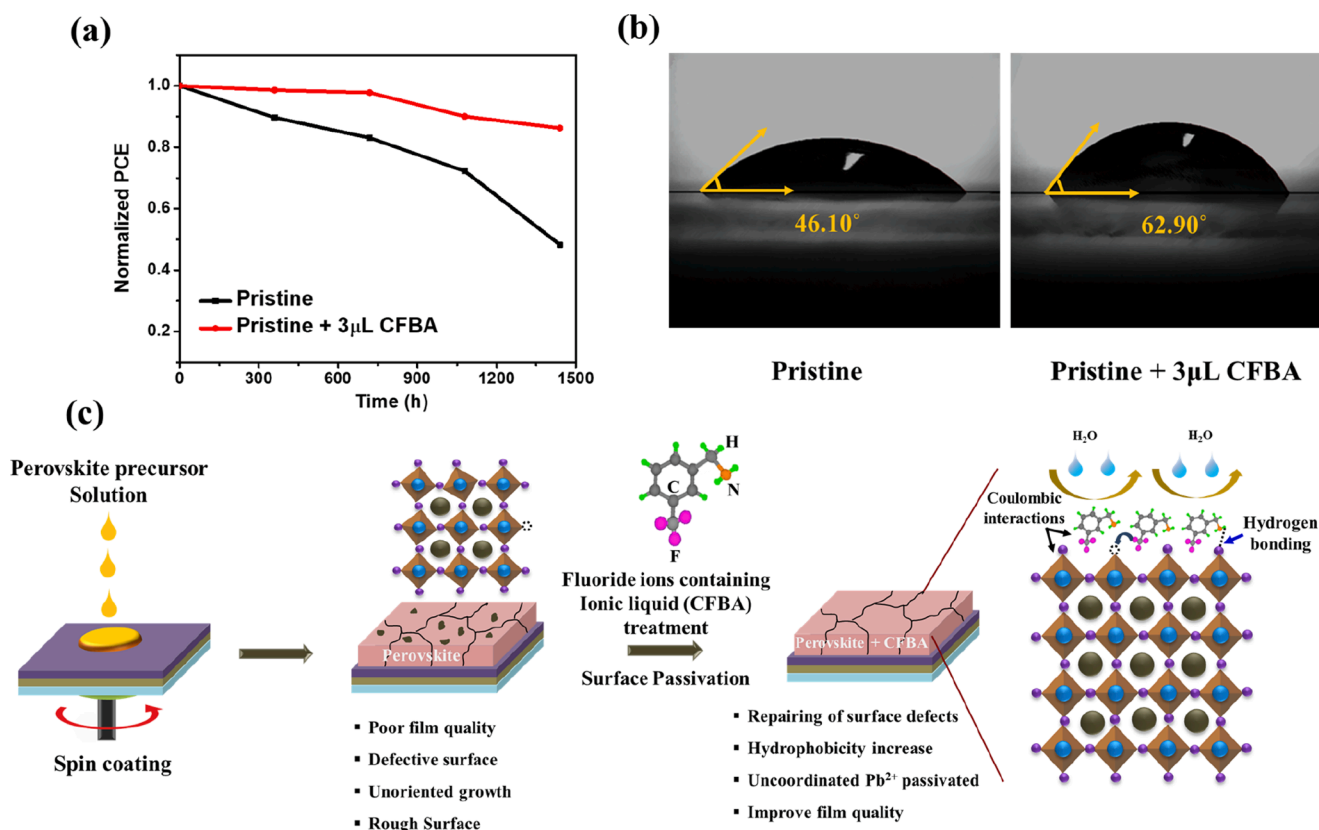 (a)
Normalized PCE
1.0
0.8
0.6
0.4
0.2
Pristine
Pristine + 3μL CFBA
0
300
600
900
1200
1500
Time (h)
(b)
46.10°
62.90°
Pristine
Pristine + 3μL CFBA
(c)
Perovskite precursor
Solution
Spin coating
Perovskite
▪ Poor film quality
▪ Defective surface
▪ Unoriented growth
▪ Rough Surface
H
C
N
F
Fluoride ions containing
Ionic liquid (CFBA)
treatment
Surface Passivation
Perovskite + CFBA
▪ Repairing of surface defects
▪ Hydrophobicity increase
▪ Uncoordinated Pb²⁺ passivated
▪ Improve film quality
H₂O
H₂O
Coulombic
interactions
Hydrogen
bonding